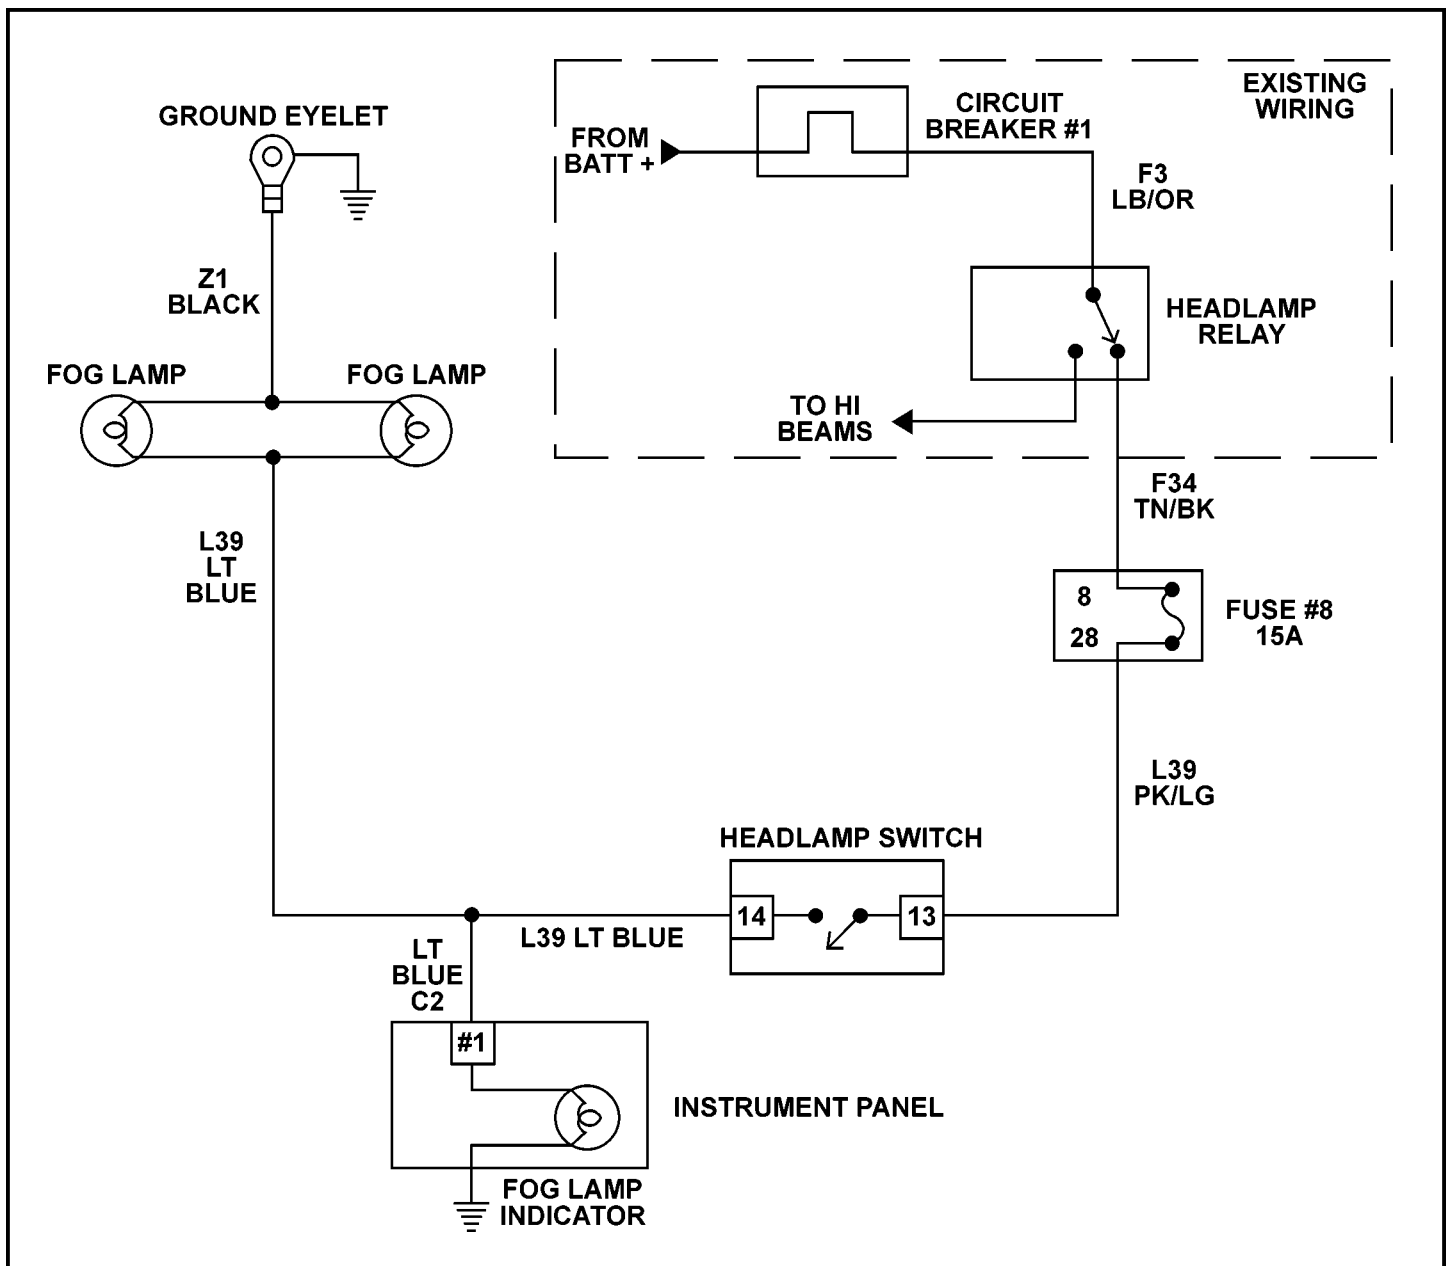 GROUND EYELET
Z1
BLACK
FOG LAMP
FOG LAMP
L39
LT
BLUE
EXISTING
WIRING
CIRCUIT
BREAKER #1
FROM
BATT +
F3
LB/OR
HEADLAMP
RELAY
TO HI
BEAMS
F34
TN/BK
8
28
FUSE #8
15A
L39
PK/LG
HEADLAMP SWITCH
14
13
L39 LT BLUE
LT
BLUE
C2
#1
INSTRUMENT PANEL
FOG LAMP
INDICATOR